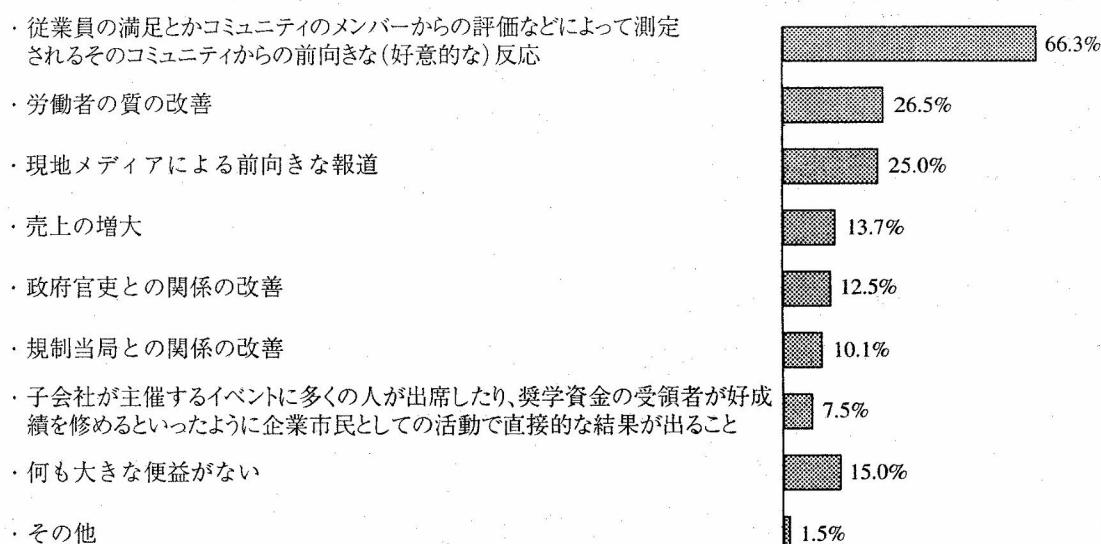 ・従業員の満足とかコミュニティのメンバーからの評価などによって測定
されるそのコミュニティからの前向きな(好意的な)反応
66.3%
・労働者の質の改善
26.5%
・現地メディアによる前向きな報道
25.0%
・売上の増大
13.7%
・政府官吏との関係の改善
12.5%
・規制当局との関係の改善
10.1%
・子会社が主催するイベントに多くの人が出席したり、奨学資金の受領者が好成
績を修めるといったように企業市民としての活動で直接的な結果が出ること
7.5%
・何も大きな便益がない
15.0%
・その他
1.5%